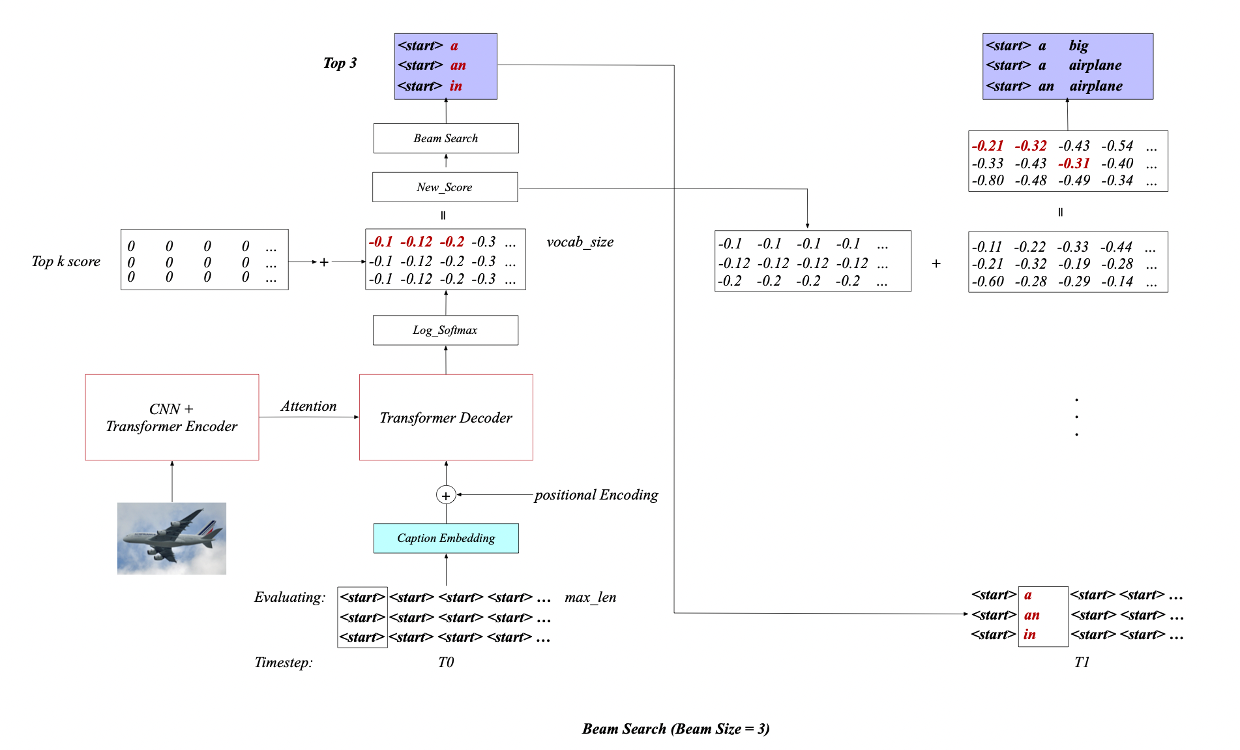 Top 3
<start> a
<start> an
<start> in
Beam Search
New_Score
=
Top k score
0 0 0 0 ...
0 0 0 0 ...
0 0 0 0 ...
+
-0.1 -0.12 -0.2 -0.3 ...
-0.1 -0.12 -0.2 -0.3 ...
-0.1 -0.12 -0.2 -0.3 ...
vocab_size
Log_Softmax
CNN +
Transformer Encoder
Attention
Transformer Decoder
+
positional Encoding
Caption Embedding
Evaluating:
<start> <start> <start> <start> ... max_len
<start> <start> <start> <start> ...
<start> <start> <start> <start> ...
Timestep:
T0
<start> a big
<start> a airplane
<start> an airplane
-0.21 -0.32 -0.43 -0.54 ...
-0.33 -0.43 -0.31 -0.40 ...
-0.80 -0.48 -0.49 -0.34 ...
=
-0.1 -0.1 -0.1 -0.1 ...
-0.12 -0.12 -0.12 -0.12 ...
-0.2 -0.2 -0.2 -0.2 ...
+
-0.11 -0.22 -0.33 -0.44 ...
-0.21 -0.32 -0.19 -0.28 ...
-0.60 -0.28 -0.29 -0.14 ...
.
.
.
<start> a <start> <start> ...
<start> an <start> <start> ...
<start> in <start> <start> ...
T1
Beam Search (Beam Size = 3)